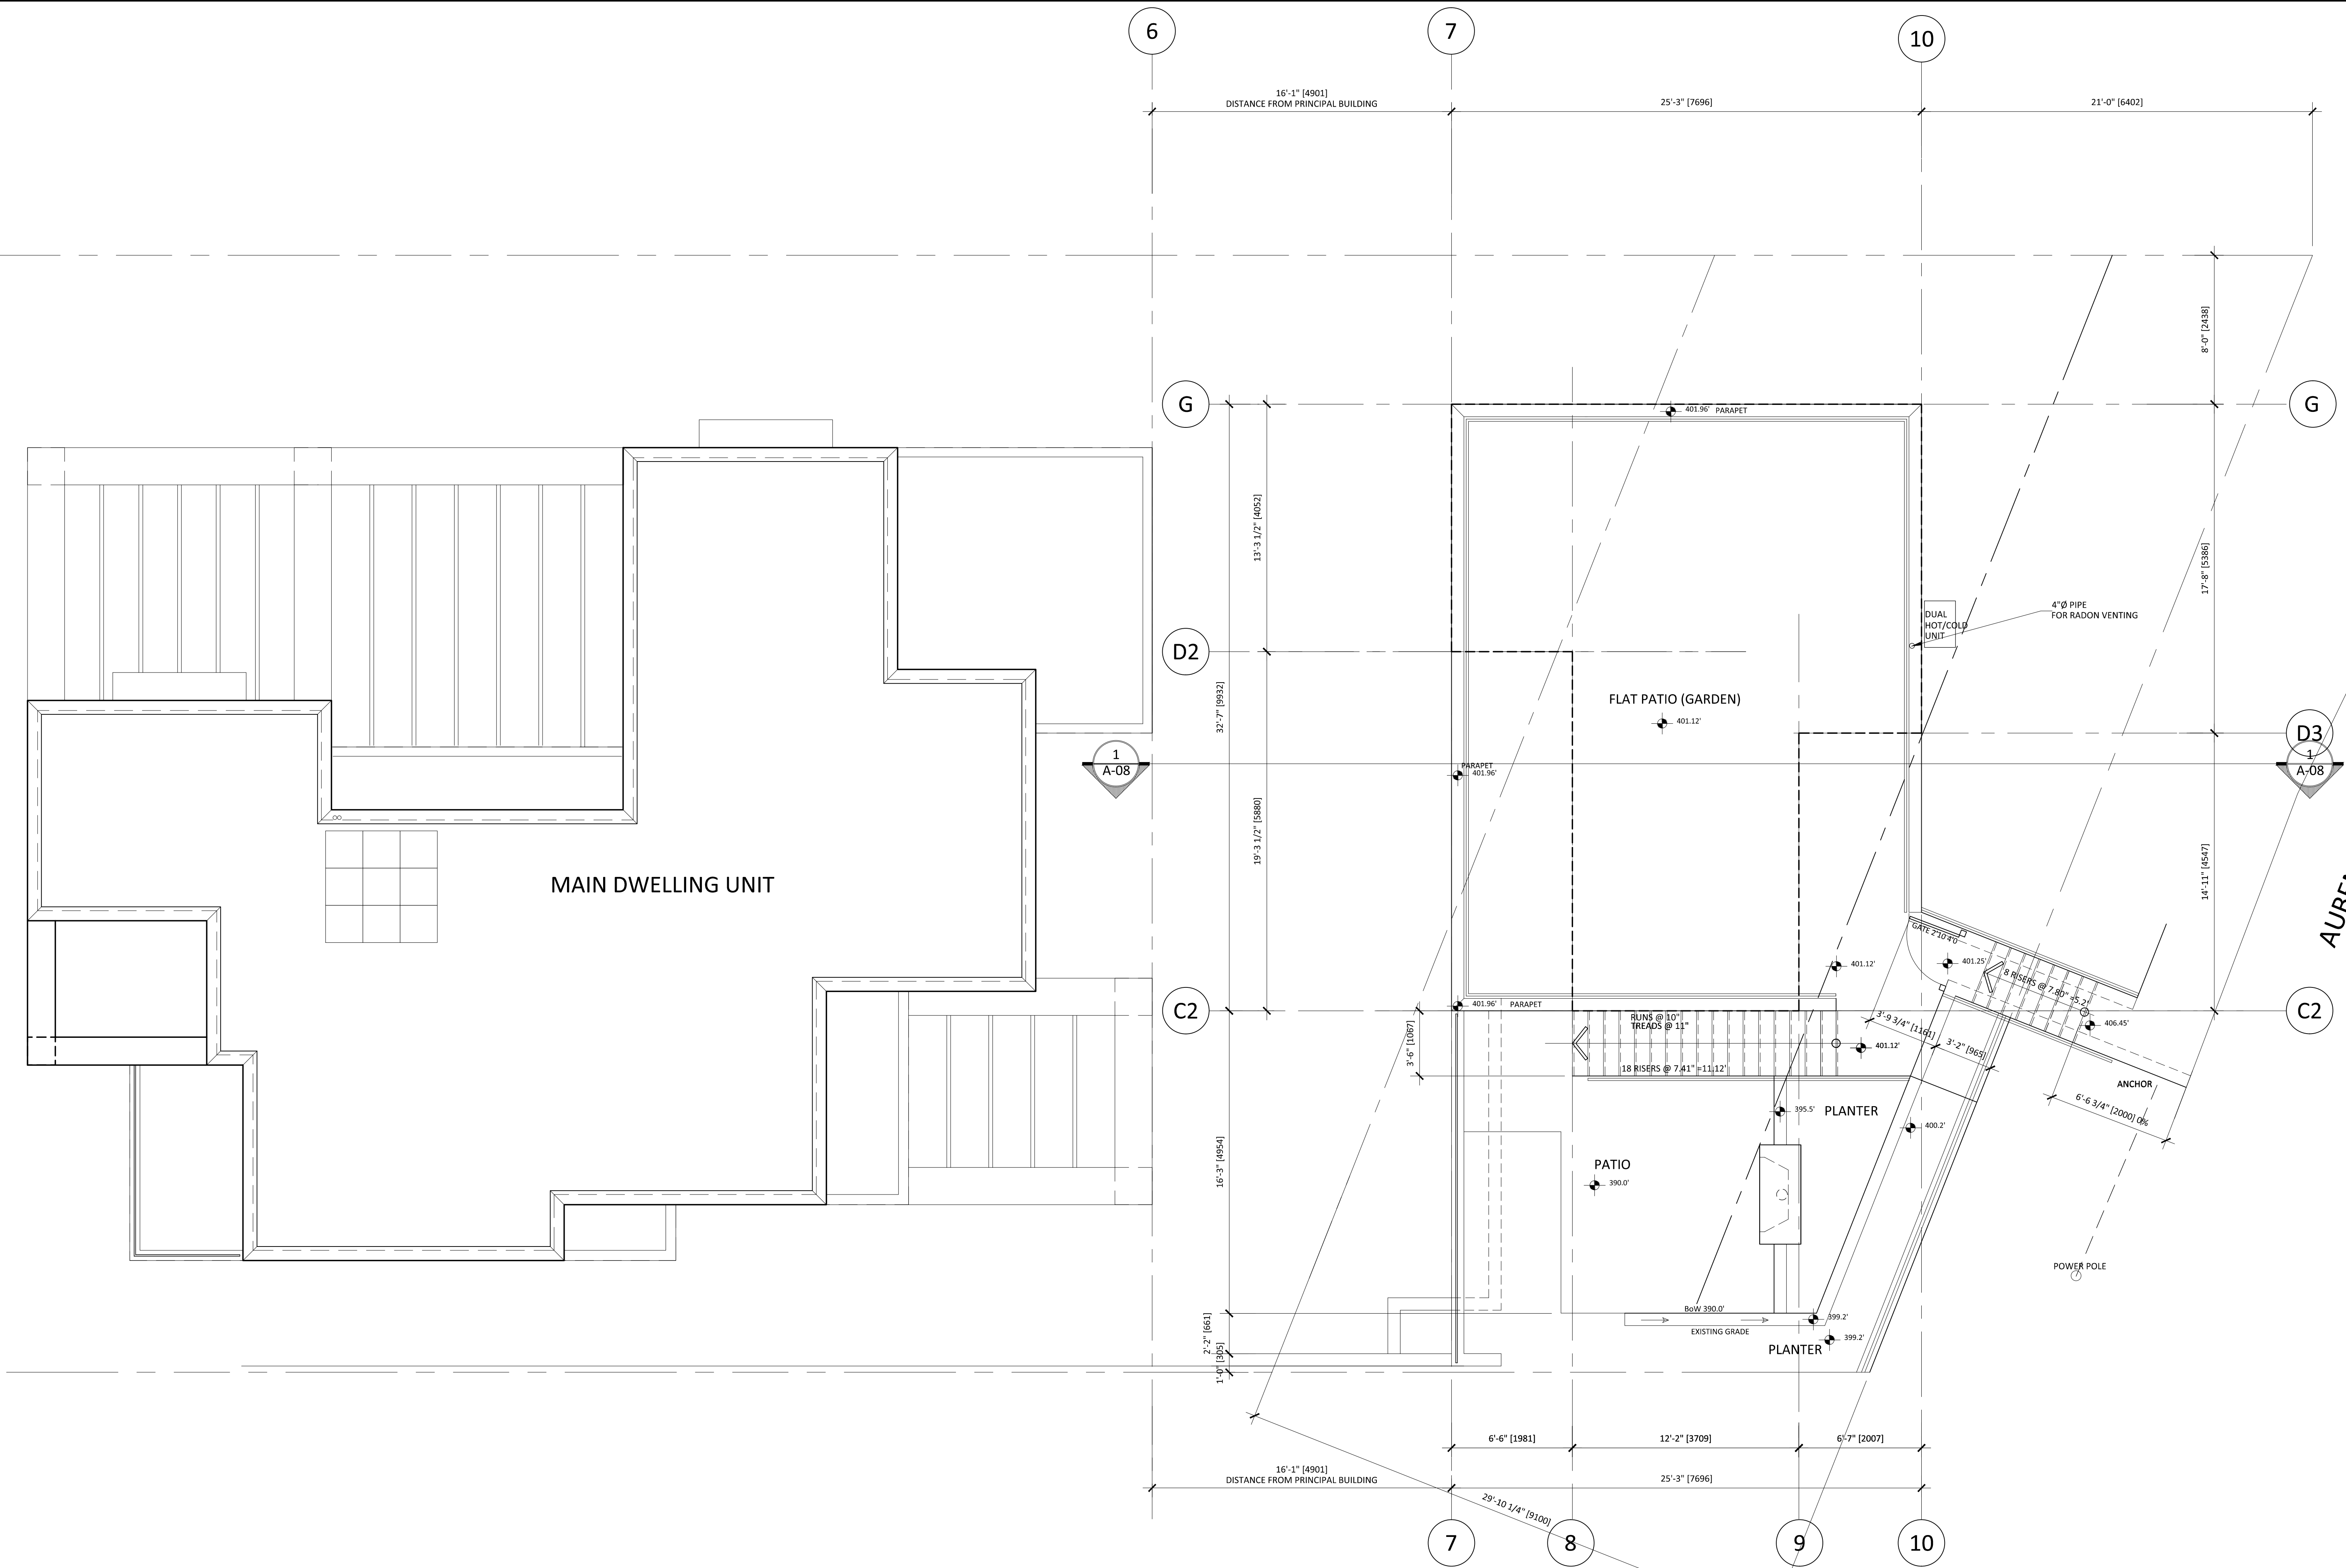 6
7
10
16'-1" [4901]
DISTANCE FROM PRINCIPAL BUILDING
25'-3" [7696]
21'-0" [6402]
8'-0" [2438]
G
G
401.96' PARAPET
13'-3 1/2" [4052]
17'-8" [5386]
DUAL
HOT/COLD
UNIT
4"Ø PIPE
FOR RADON VENTING
D2
32'-7" [9932]
FLAT PATIO (GARDEN)
401.12'
D3
1
A-08
1
A-08
PARAPET
401.96'
19'-3 1/2" [5880]
14'-11" [4547]
MAIN DWELLING UNIT
GATE 2'10 4'0
401.25'
401.12'
8 RISERS @ 7.80" =5.2'
C2
C2
401.96'
PARAPET
RUNS @ 10"
TREADS @ 11"
3'-6" [1067]
401.12'
3'-9 3/4" [1161]
3'-2" [965]
406.45'
18 RISERS @ 7.41" =11.12'
ANCHOR
6'-6 3/4" [2000] 0%
395.5'
PLANTER
400.2'
16'-3" [4954]
PATIO
390.0'
POWER POLE
BoW 390.0'
399.2'
EXISTING GRADE
399.2'
PLANTER
2'-2" [661]
1'-0" [305]
6'-6" [1981]
12'-2" [3709]
6'-7" [2007]
16'-1" [4901]
DISTANCE FROM PRINCIPAL BUILDING
25'-3" [7696]
29'-10 1/4" [9100]
7
8
9
10